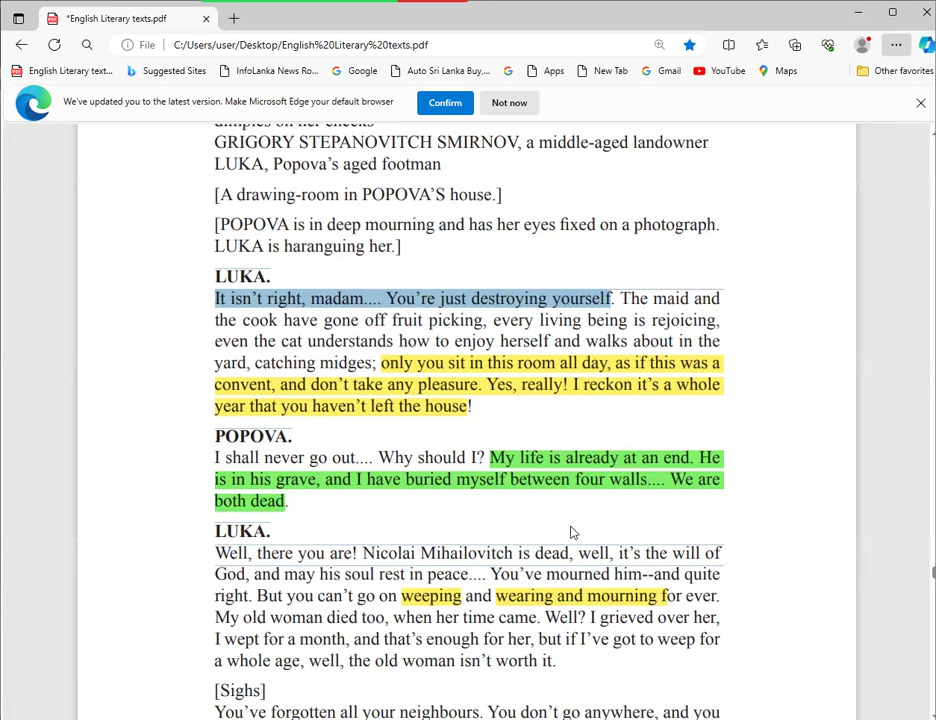 *English Literary texts.pdf
File
C:/Users/user/Desktop/English%20Literary%20texts.pdf
English Literary text...
Suggested Sites
InfoLanka News Ro...
Google
Auto Sri Lanka Buy,...
Apps
New Tab
Gmail
YouTube
Maps
Other favorites
We've updated you to the latest version. Make Microsoft Edge your default browser
Confirm
Not now
dimples on her cheeks
GRIGORY STEPANOVITCH SMIRNOV, a middle-aged landowner
LUKA, Popova’s aged footman
[A drawing-room in POPOVA’S house.]
[POPOVA is in deep mourning and has her eyes fixed on a photograph.
LUKA is haranguing her.]
LUKA.
It isn’t right, madam.... You’re just destroying yourself. The maid and
the cook have gone off fruit picking, every living being is rejoicing,
even the cat understands how to enjoy herself and walks about in the
yard, catching midges; only you sit in this room all day, as if this was a
convent, and don’t take any pleasure. Yes, really! I reckon it’s a whole
year that you haven’t left the house!
POPOVA.
I shall never go out.... Why should I? My life is already at an end. He
is in his grave, and I have buried myself between four walls.... We are
both dead.
LUKA.
Well, there you are! Nicolai Mihailovitch is dead, well, it’s the will of
God, and may his soul rest in peace.... You’ve mourned him--and quite
right. But you can’t go on weeping and wearing and mourning for ever.
My old woman died too, when her time came. Well? I grieved over her,
I wept for a month, and that’s enough for her, but if I’ve got to weep for
a whole age, well, the old woman isn’t worth it.
[Sighs]
You’ve forgotten all your neighbours. You don’t go anywhere, and you